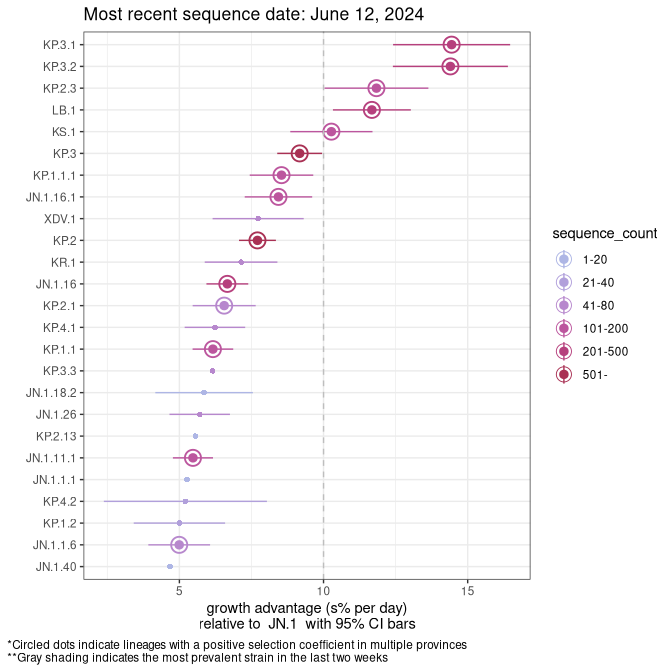 Most recent sequence date: June 12, 2024
KP.3.1
KP.3.2
KP.2.3
LB.1
KS.1
KP.3
KP.1.1.1
JN.1.16.1
XDV.1
KP.2
KR.1
JN.1.16
KP.2.1
KP.4.1
KP.1.1
KP.3.3
JN.1.18.2
JN.1.26
KP.2.13
JN.1.11.1
JN.1.1.1
KP.4.2
KP.1.2
JN.1.1.6
JN.1.40
5 10 15
growth advantage (s% per day)
relative to JN.1 with 95% CI bars
sequence_count
1-20
21-40
41-80
101-200
201-500
501-
*Circled dots indicate lineages with a positive selection coefficient in multiple provinces
**Gray shading indicates the most prevalent strain in the last two weeks